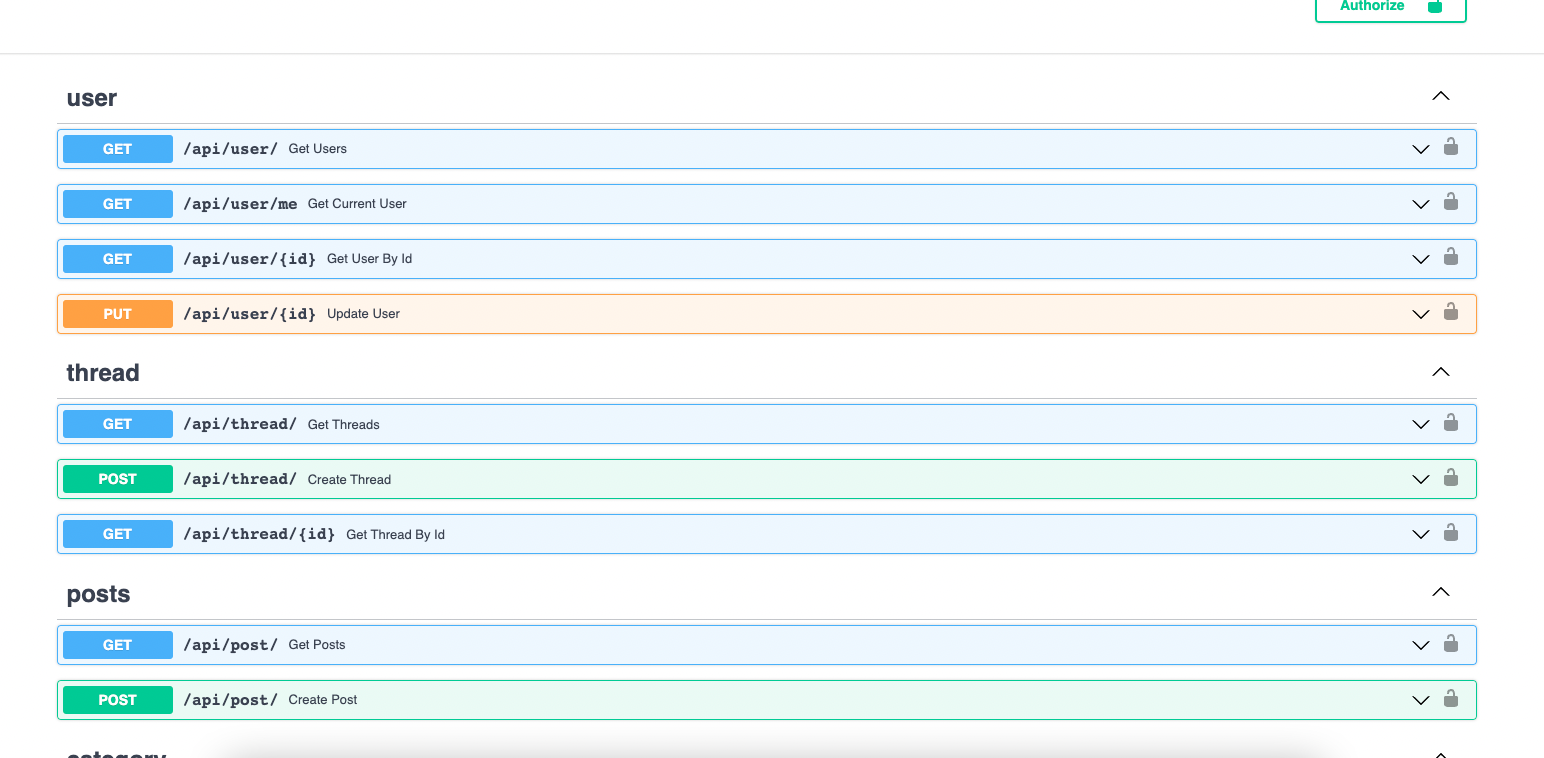 Authorize
user
GET /api/user/ Get Users
GET /api/user/me Get Current User
GET /api/user/{id} Get User By Id
PUT /api/user/{id} Update User
thread
GET /api/thread/ Get Threads
POST /api/thread/ Create Thread
GET /api/thread/{id} Get Thread By Id
posts
GET /api/post/ Get Posts
POST /api/post/ Create Post
category